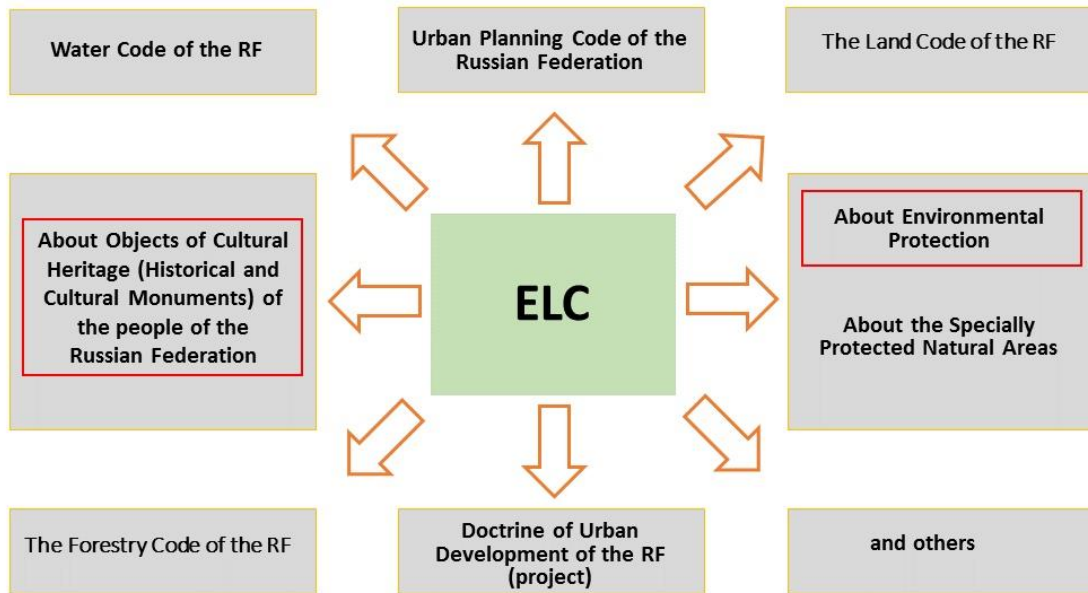 Water Code of the RF
Urban Planning Code of the
Russian Federation
The Land Code of the RF
About Objects of Cultural
Heritage (Historical and
Cultural Monuments) of
the people of the
Russian Federation
ELC
About Environmental
Protection
About the Specially
Protected Natural Areas
The Forestry Code of the RF
Doctrine of Urban
Development of the RF
(project)
and others